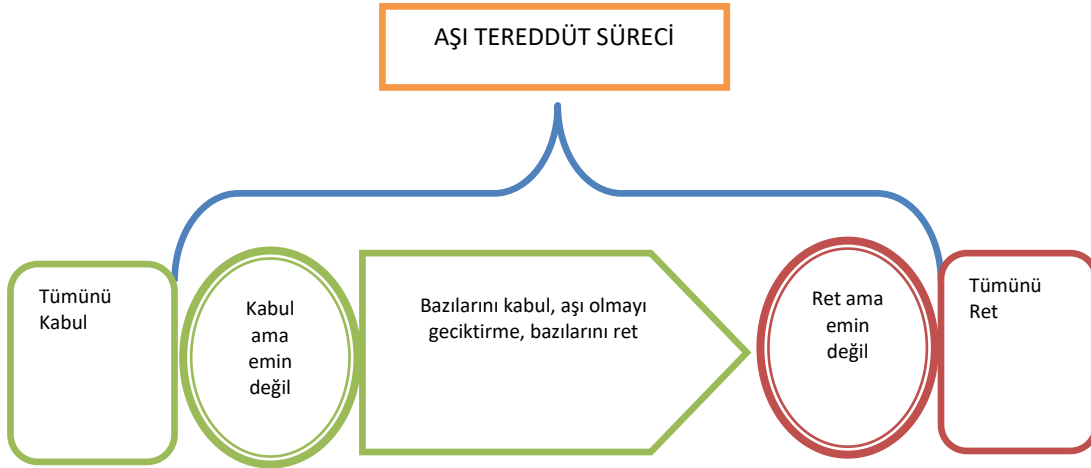 AŞI TEREDDÜT SÜRECİ
Tümünü
Kabul
Kabul
ama
emin
değil
Bazılarını kabul, aşı olmayı
geciktirme, bazılarını ret
Ret ama
emin
değil
Tümünü
Ret